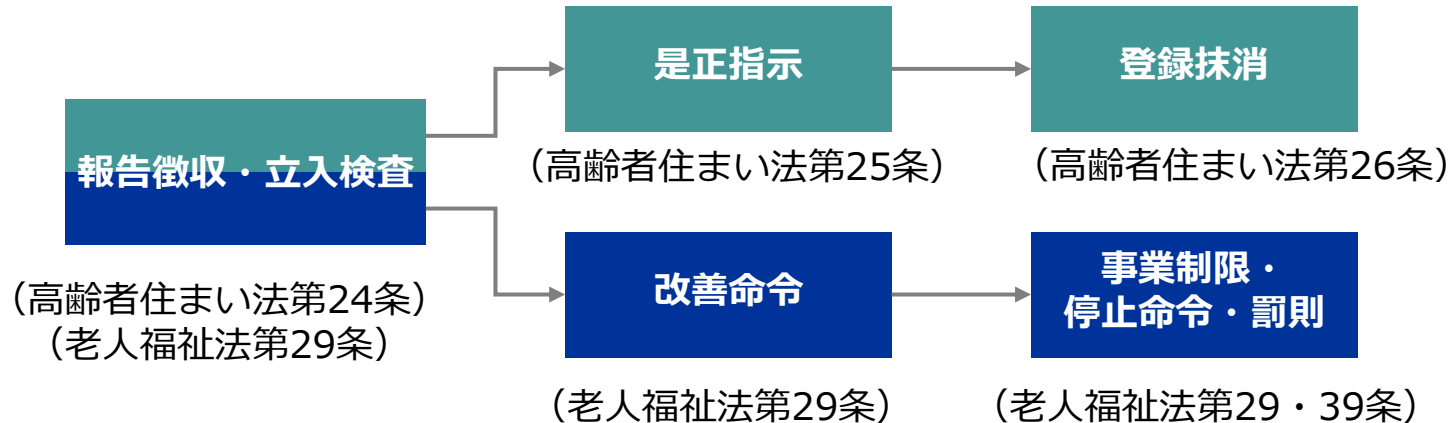 報告徴収・立入検査
（高齢者住まい法第24条）
（老人福祉法第29条）
是正指示
（高齢者住まい法第25条）
登録抹消
（高齢者住まい法第26条）
改善命令
（老人福祉法第29条）
事業制限・
停止命令・罰則
（老人福祉法第29・39条）